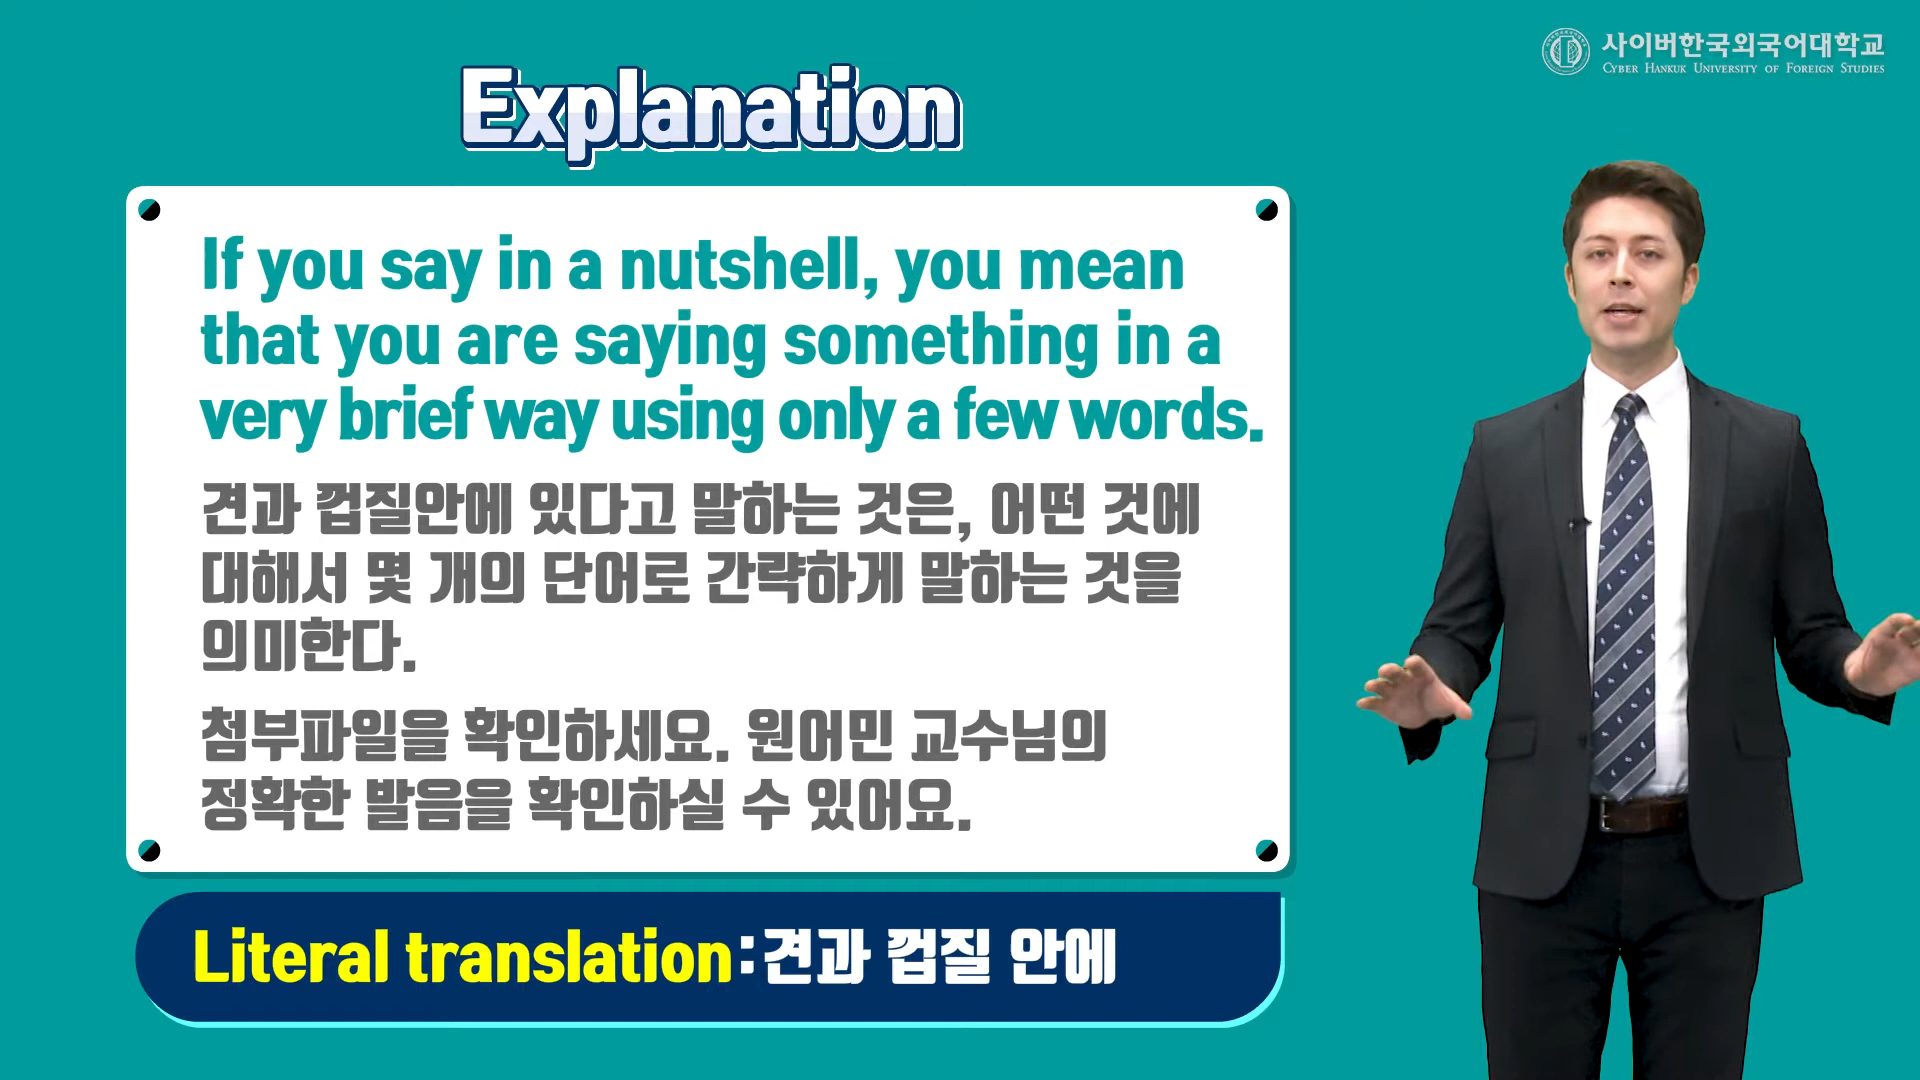 사이버한국외국어대학교
CYBER HANKUK UNIVERSITY OF FOREIGN STUDIES
Explanation
If you say in a nutshell, you mean
that you are saying something in a
very brief way using only a few words.
견과 껍질안에 있다고 말하는 것은, 어떤 것에
대해서 몇 개의 단어로 간략하게 말하는 것을
의미한다.
첨부파일을 확인하세요. 원어민 교수님의
정확한 발음을 확인하실 수 있어요.
Literal translation:견과 껍질 안에